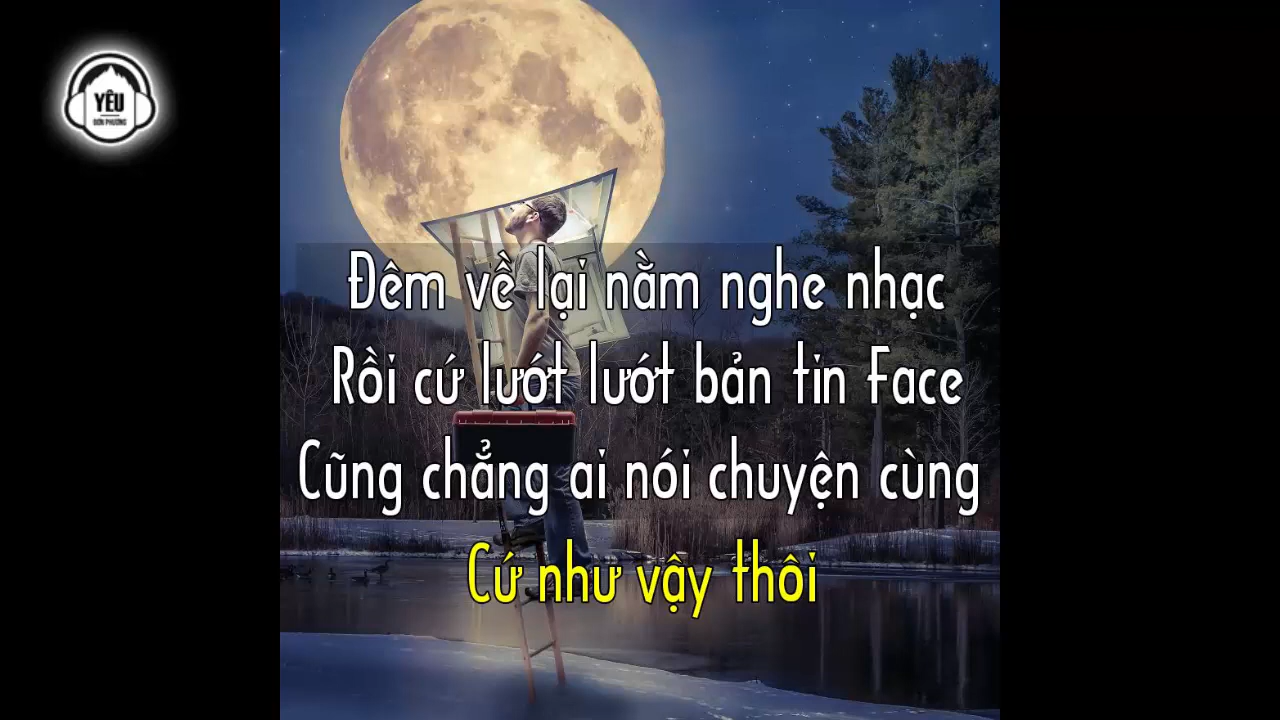 YÊU
ĐƠN PHƯƠNG
Đêm về lại nằm nghe nhạc
Rồi cứ lướt lướt bản tin Face
Cũng chẳng ai nói chuyện cùng
Cứ như vậy thôi